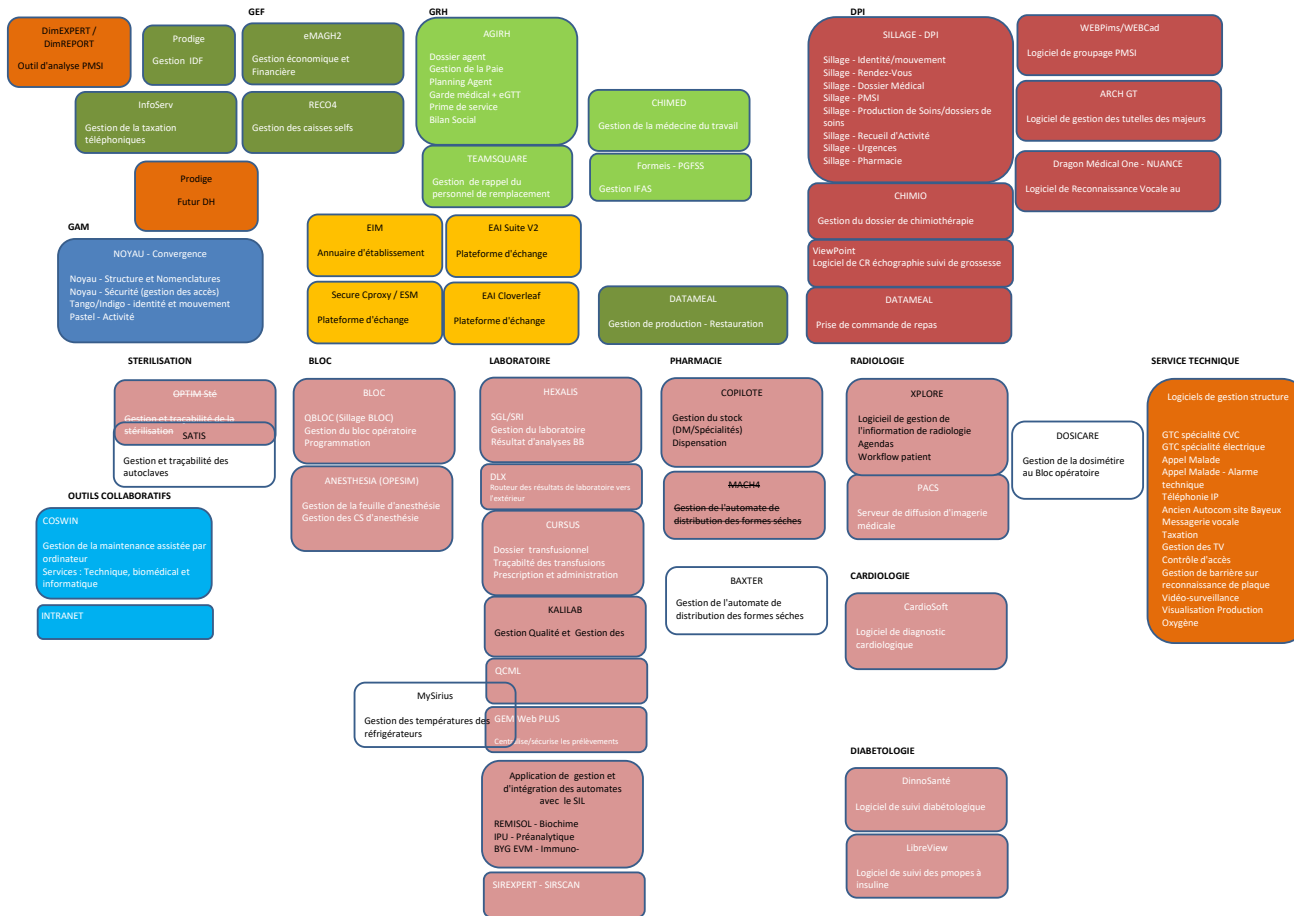 GEF
GRH
DPI
DimEXPERT /
DimREPORT
Outil d'analyse PMSI
Prodige
Gestion IDF
eMAGH2
Gestion économique et
Financière
InfoServ
Gestion de la taxation
téléphoniques
RECO4
Gestion des caisses selfs
Prodige
Futur DH
AGIRH
Dossier agent
Gestion de la Paie
Planning Agent
Garde médical + eGTT
Prime de service
Bilan Social
TEAMSQUARE
Gestion de rappel du
personnel de remplacement
CHIMED
Gestion de la médecine du travail
Formeis - PGFSS
Gestion IFAS
SILLAGE - DPI
Sillage - Identité/mouvement
Sillage - Rendez-Vous
Sillage - Dossier Médical
Sillage - PMSI
Sillage - Production de Soins/dossiers de
soins
Sillage - Recueil d'Activité
Sillage - Urgences
Sillage - Pharmacie
CHIMIO
Gestion du dossier de chimiothérapie
ViewPoint
Logiciel de CR échographie suivi de grossesse
DATAMEAL
Prise de commande de repas
WEBPims/WEBCad
Logiciel de groupage PMSI
ARCH GT
Logiciel de gestion des tutelles des majeurs
Dragon Médical One - NUANCE
Logiciel de Reconnaissance Vocale au
GAM
NOYAU - Convergence
Noyau - Structure et Nomenclatures
Noyau - Sécurité (gestion des accès)
Tango/Indigo - identité et mouvement
Pastel - Activité
EIM
Annuaire d'établissement
EAI Suite V2
Plateforme d'échange
Secure Cproxy / ESM
Plateforme d'échange
EAI Cloverleaf
Plateforme d'échange
DATAMEAL
Gestion de production - Restauration
STERILISATION
OPTIM Sté
Gestion et traçabilité de la
stérilisation
SATIS
Gestion et traçabilité des
autoclaves
OUTILS COLLABORATIFS
COSWIN
Gestion de la maintenance assistée par
ordinateur
Services : Technique, biomédical et
informatique
INTRANET
BLOC
BLOC
QBLOC (Sillage BLOC)
Gestion du bloc opératoire
Programmation
ANESTHESIA (OPESIM)
Gestion de la feuille d'anesthésie
Gestion des CS d'anesthésie
LABORATOIRE
HEXALIS
SGL/SRI
Gestion du laboratoire
Résultat d'analyses BB
DLX
Routeur des résultats de laboratoire vers
l'extérieur
CURSUS
Dossier transfusionnel
Traçabilté des transfusions
Prescription et administration
KALILAB
Gestion Qualité et Gestion des
QCML
MySirius
Gestion des températures des
réfrigérateurs
GEM Web PLUS
Centralise/sécurise les prélèvements
Application de gestion et
d'intégration des automates
avec le SIL
REMISOL - Biochime
IPU - Préanalytique
BYG EVM - Immuno-
SIREXPERT - SIRSCAN
PHARMACIE
COPILOTE
Gestion du stock
(DM/Spécialités)
Dispensation
MACH4
Gestion de l'automate de
distribution des formes séches
BAXTER
Gestion de l'automate de
distribution des formes séches
RADIOLOGIE
XPLORE
Logicieil de gestion de
l'information de radiologie
Agendas
Workflow patient
PACS
Serveur de diffusion d'imagerie
médicale
DOSICARE
Gestion de la dosimétire
au Bloc opératoire
CARDIOLOGIE
CardioSoft
Logiciel de diagnostic
cardiologique
DIABETOLOGIE
DinnoSanté
Logiciel de suivi diabétologique
LibreView
Logiciel de suivi des pmopes à
insuline
SERVICE TECHNIQUE
Logiciels de gestion structure
GTC spécialité CVC
GTC spécialité électrique
Appel Malade
Appel Malade - Alarme
technique
Téléphonie IP
Ancien Autocom site Bayeux
Messagerie vocale
Taxation
Gestion des TV
Contrôle d'accès
Gestion de barrière sur
reconnaissance de plaque
Vidéo-surveillance
Visualisation Production
Oxygène